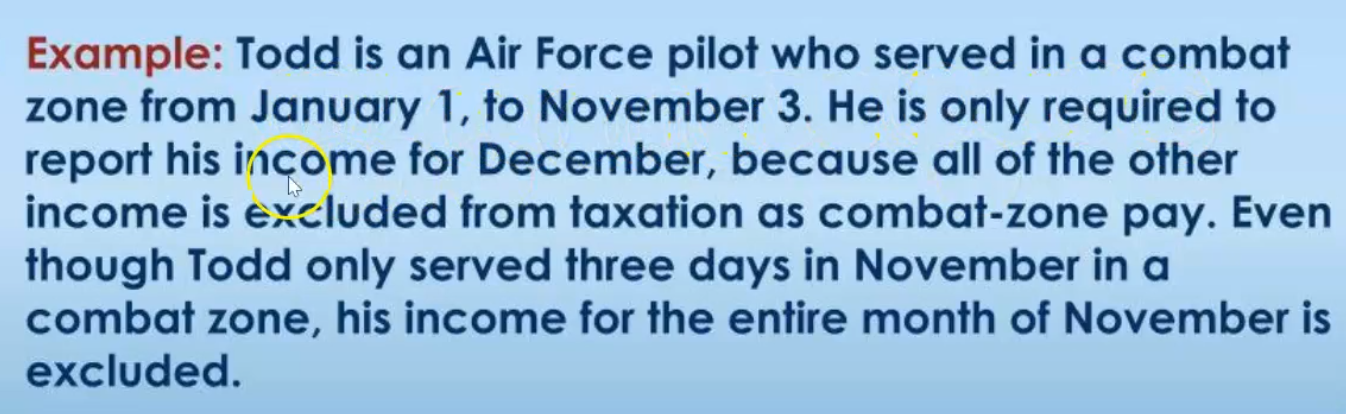 Example: Todd is an Air Force pilot who served in a combat
zone from January 1, to November 3. He is only required to
report his income for December, because all of the other
income is excluded from taxation as combat-zone pay. Even
though Todd only served three days in November in a
combat zone, his income for the entire month of November is
excluded.